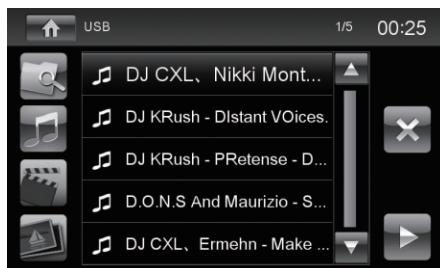 USB 1/5 00:25
DJ CXL、Nikki Mont...
DJ KRush - DIstant VOices.
DJ KRush - PRetense - D...
D.O.N.S And Maurizio - S...
DJ CXL、Ermehn - Make ...